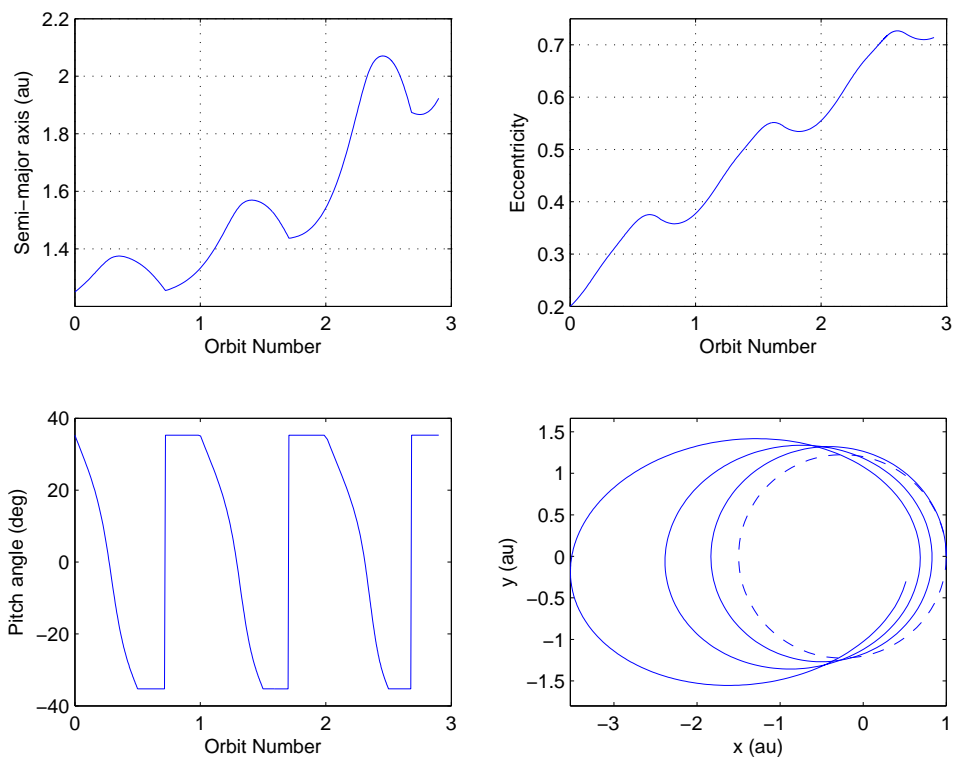 2.2
2
1.8
1.6
1.4
Semi−major axis (au)
0 1 2 3
Orbit Number
0.7
0.6
0.5
0.4
0.3
0.2
Eccentricity
0 1 2 3
Orbit Number
40
20
0
−20
−40
Pitch angle (deg)
0 1 2 3
Orbit Number
1.5
1
0.5
0
−0.5
−1
−1.5
y (au)
−3 −2 −1 0 1
x (au)